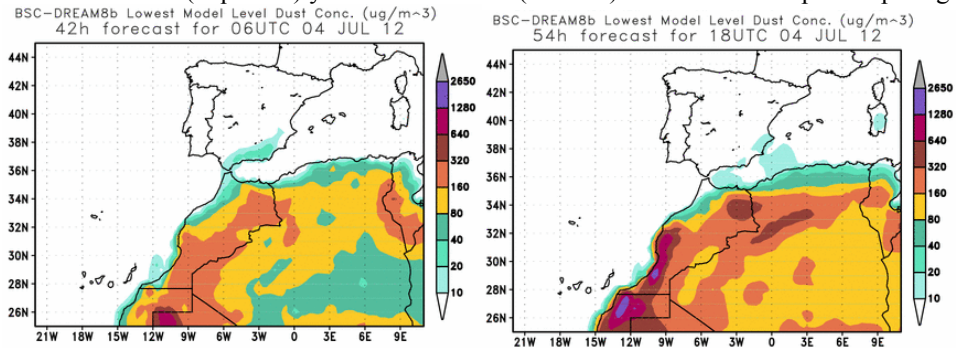 BSC-DREAM8b Lowest Model Level Dust Conc. (ug/m^3)
42h forecast for 06UTC 04 JUL 12
44N
42N
40N
38N
36N
34N
32N
30N
28N
26N
21W 18W 15W 12W 9W 6W 3W 0 3E 6E 9E
2650
1280
640
320
160
80
40
20
10
BSC-DREAM8b Lowest Model Level Dust Conc. (ug/m^3)
54h forecast for 18UTC 04 JUL 12
44N
42N
40N
38N
36N
34N
32N
30N
28N
26N
21W 18W 15W 12W 9W 6W 3W 0 3E 6E 9E
2650
1280
640
320
160
80
40
20
10